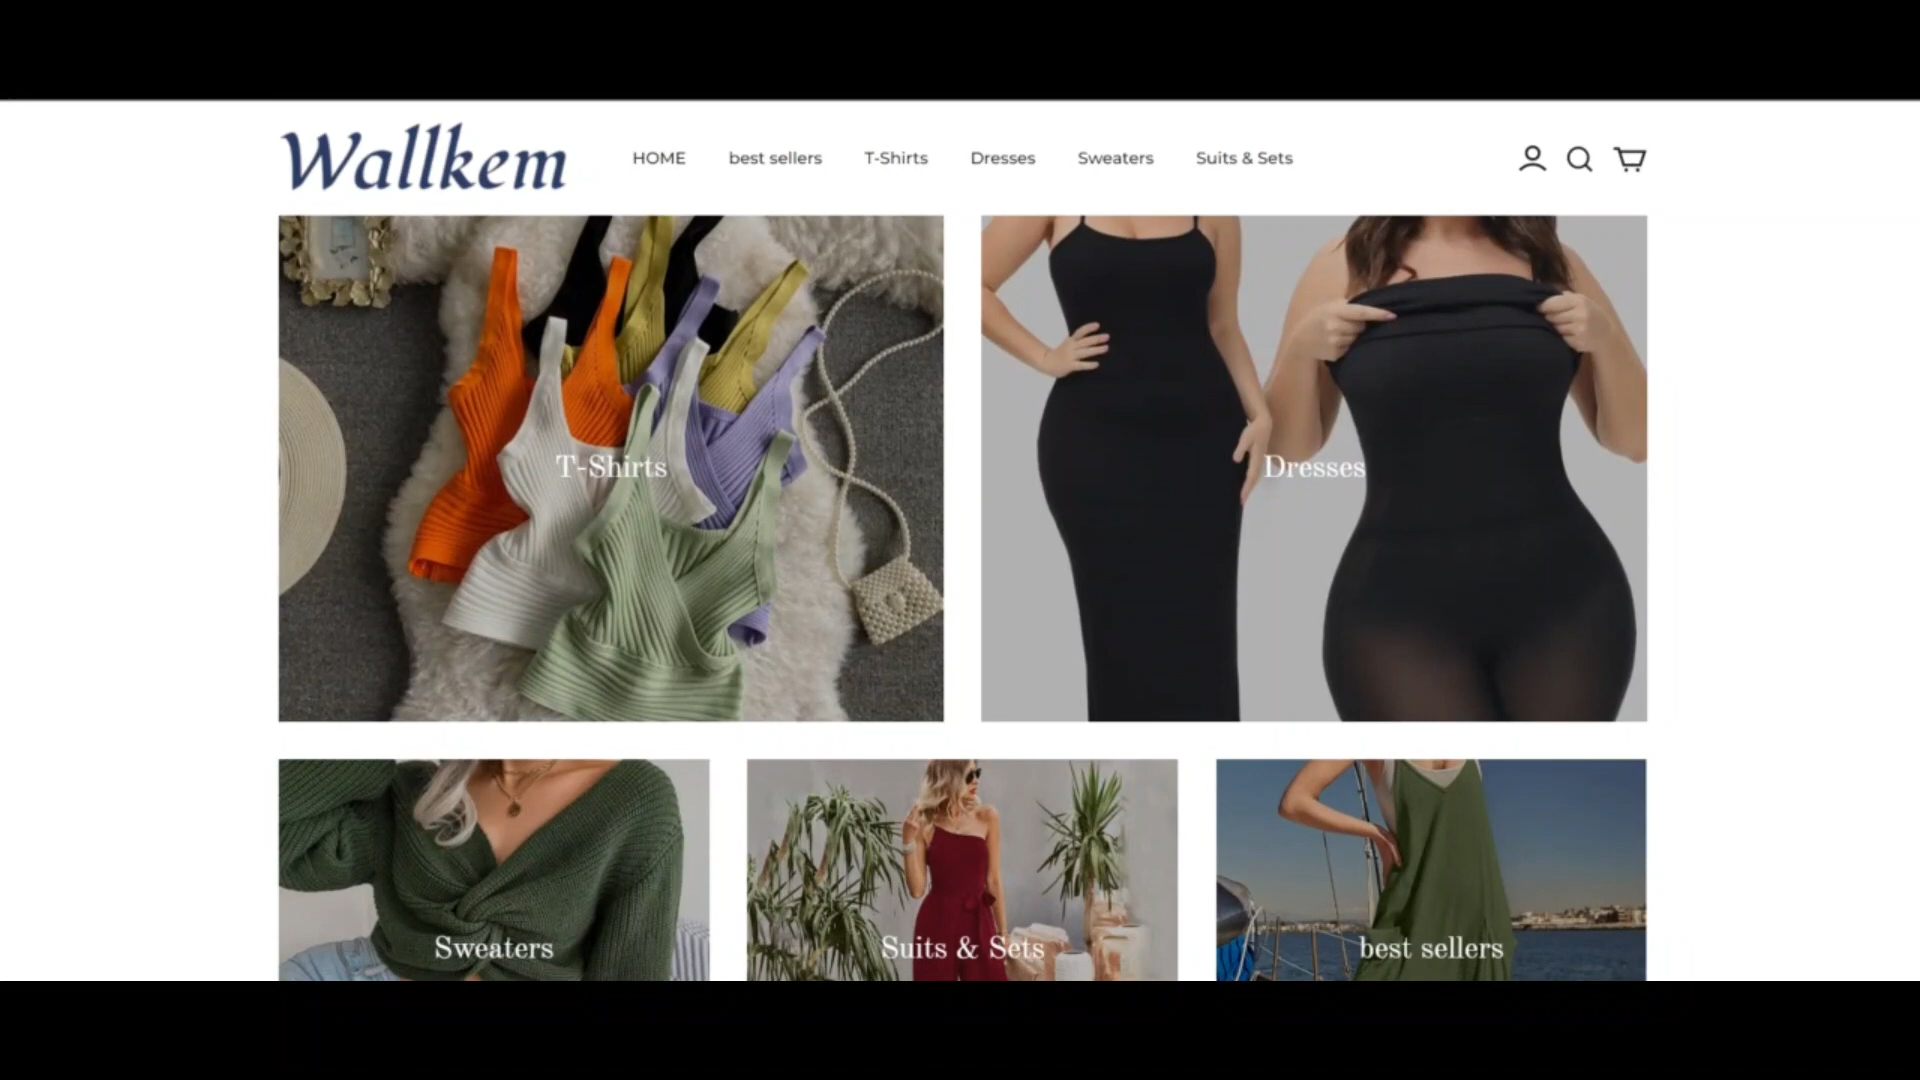 Wallkem
HOME best sellers T-Shirts Dresses Sweaters Suits & Sets
T-Shirts
Dresses
Sweaters
Suits & Sets
best sellers